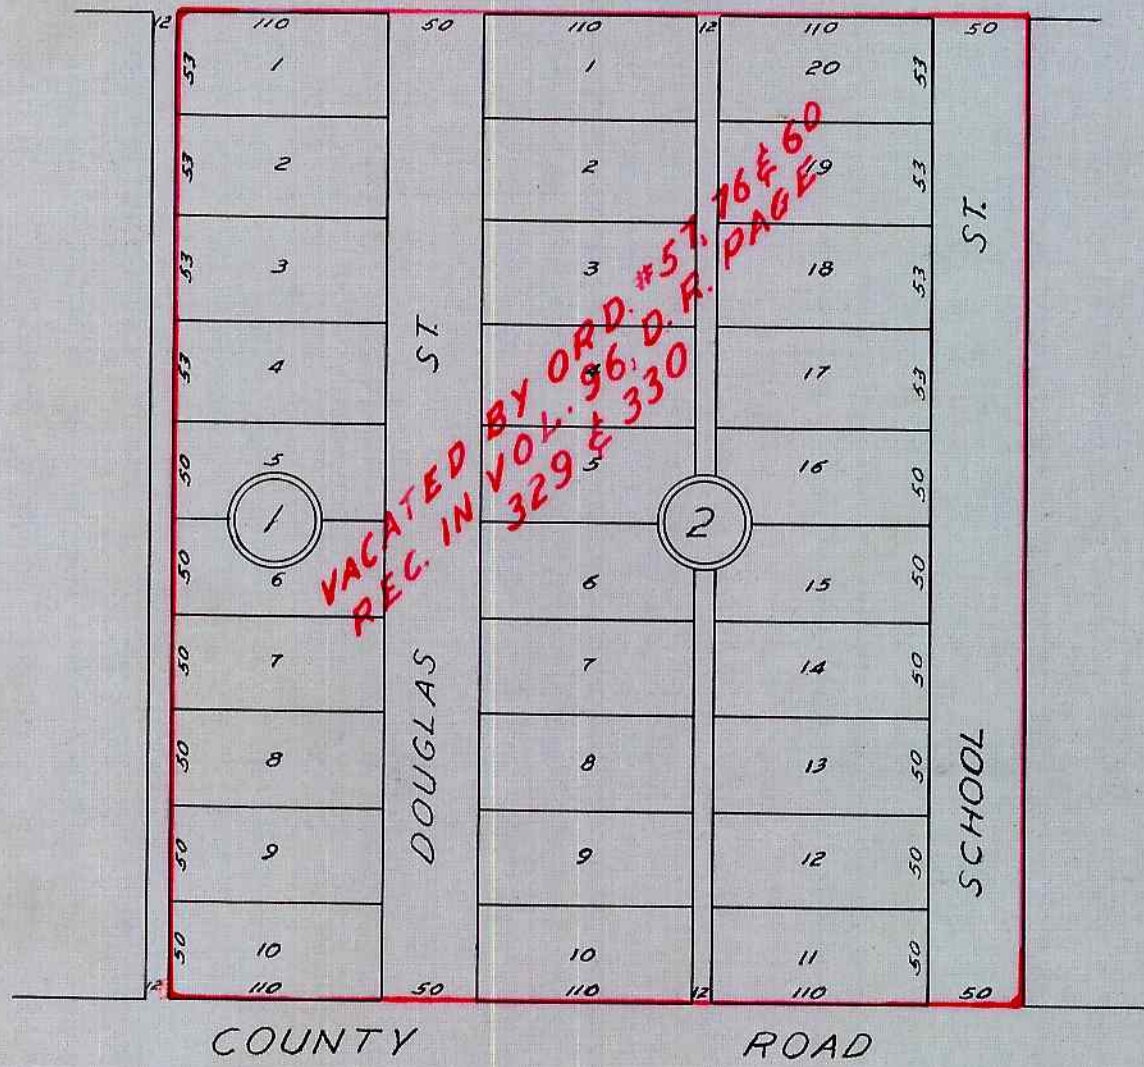 12 110 50 110 12 110 50
53 1 1 20 53
53 2 2 19 53
53 3 3 18 53
53 4 4 17 53
50 5 5 16 50
1 2
50 6 6 15 50
50 7 7 14 50
50 8 8 13 50
50 9 9 12 50
50 10 10 11 50
12 110 50 110 12 110 50
DOUGLAS ST.
SCHOOL ST.
COUNTY ROAD
VACATED BY ORD. #57, 76 & 60
REC. IN VOL. 96, D. R. PAGE
329 & 330